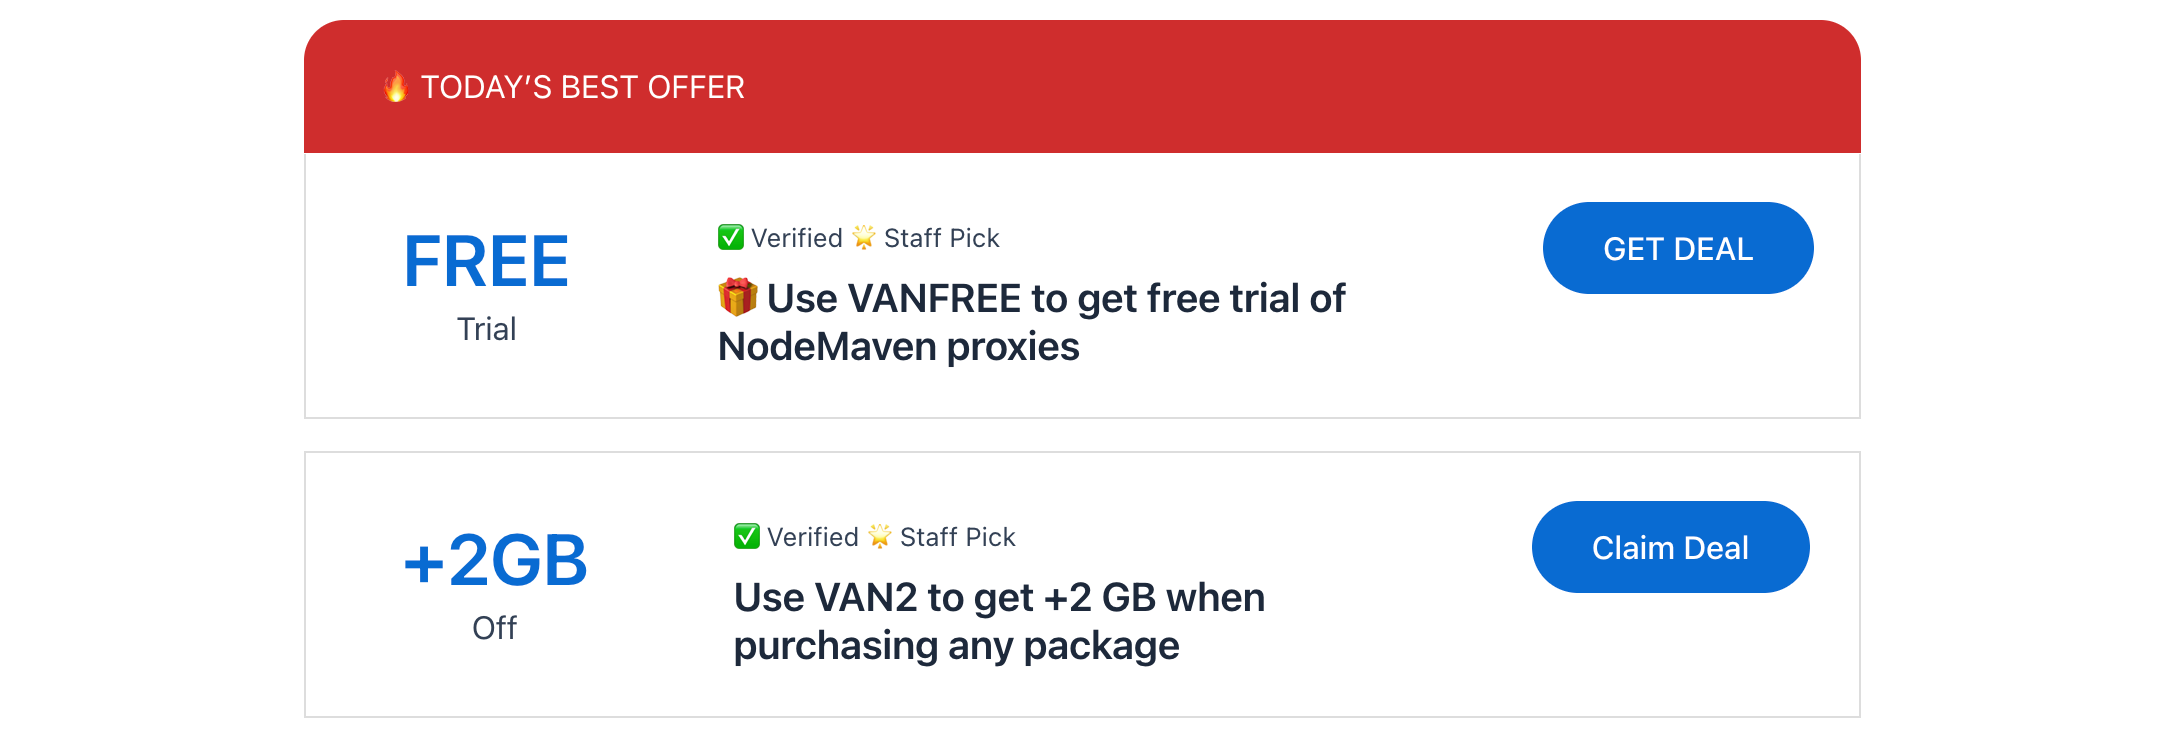 🔥 TODAY’S BEST OFFER
FREE
Trial
✅ Verified 🌟 Staff Pick
🎁 Use VANFREE to get free trial of
NodeMaven proxies
GET DEAL
+2GB
Off
✅ Verified 🌟 Staff Pick
Use VAN2 to get +2 GB when
purchasing any package
Claim Deal